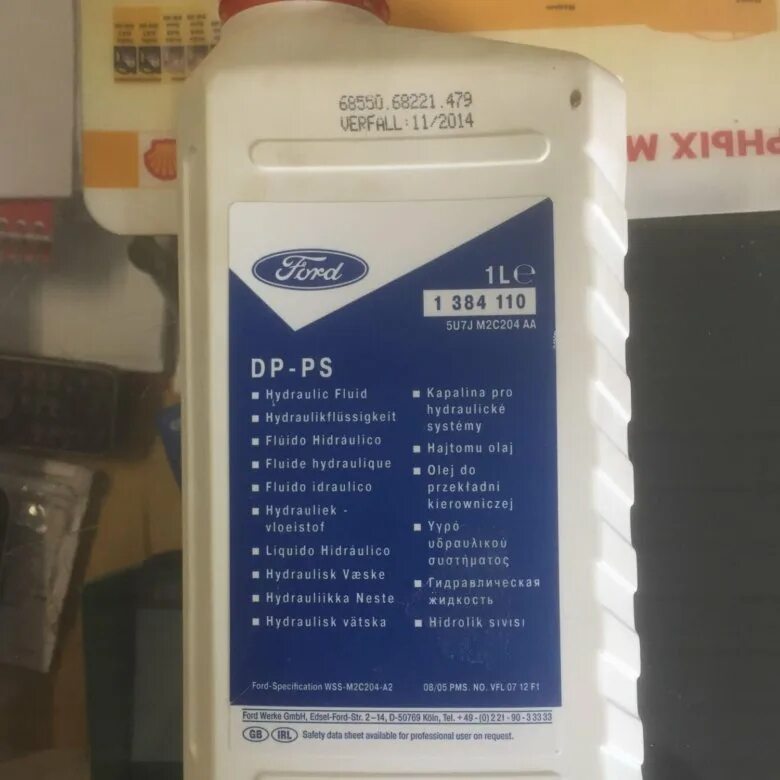 68550.68221.479
VERFALL:11/2014
ЬНЫХ М
Ford
1L℮
1 384 110
5U7J M2C204 AA
DP-PS
▪ Hydraulic Fluid
▪ Hydraulikflüssigkeit
▪ Flúido Hidráulico
▪ Fluide hydraulique
▪ Fluido idraulico
▪ Hydrauliek -
vloeistof
▪ Líquido Hidráulico
▪ Hydraulisk Væske
▪ Hydrauliikka Neste
▪ Hydraulisk vätska
▪ Kapalina pro
hydraulické
systémy
▪ Hajtomu olaj
▪ Olej do
przekładni
kierowniczej
▪ Υγρό
υδραυλικού
συστήματος
▪ Гидравлическая
жидкость
▪ Hidrolik sıvısı
Ford-Specification WSS-M2C204-A2
08/05 PMS. NO. VFL 07 12 F1
Ford Werke GmbH, Edsel-Ford-Str. 2–14, D-50769 Köln, Tel. +49 - (0) 2 21 - 90 - 3 33 33
GB IRL Safety data sheet available for professional user on request.